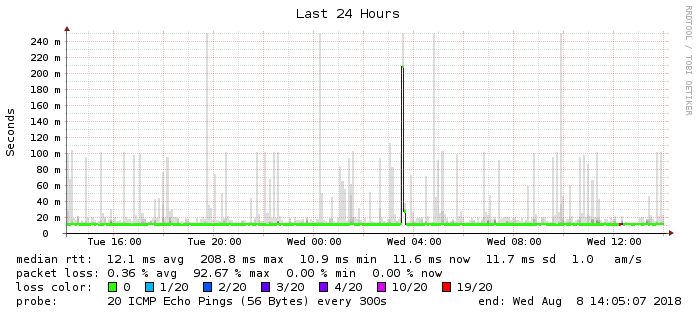 Last 24 Hours
RRDTOOL / TOBI OETIKER
Seconds
240 m
220 m
200 m
180 m
160 m
140 m
120 m
100 m
80 m
60 m
40 m
20 m
0
Tue 16:00 Tue 20:00 Wed 00:00 Wed 04:00 Wed 08:00 Wed 12:00
median rtt: 12.1 ms avg 208.8 ms max 10.9 ms min 11.6 ms now 11.7 ms sd 1.0 am/s
packet loss: 0.36 % avg 92.67 % max 0.00 % min 0.00 % now
loss color: 0 1/20 2/20 3/20 4/20 10/20 19/20
probe: 20 ICMP Echo Pings (56 Bytes) every 300s end: Wed Aug 8 14:05:07 2018